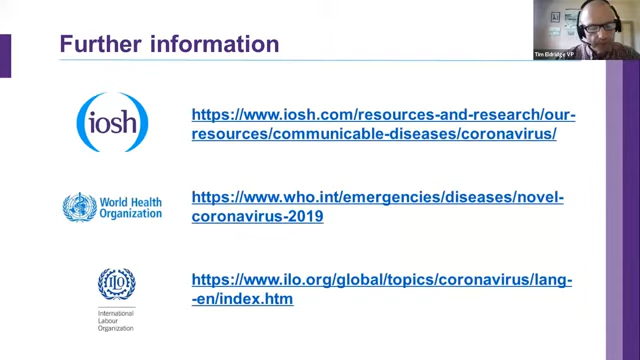 Further information
Tim Eldridge VP
iosh
https://www.iosh.com/resources-and-research/our-
resources/communicable-diseases/coronavirus/
World Health
Organization
https://www.who.int/emergencies/diseases/novel-
coronavirus-2019
ILO
International
Labour
Organization
https://www.ilo.org/global/topics/coronavirus/lang-
-en/index.htm